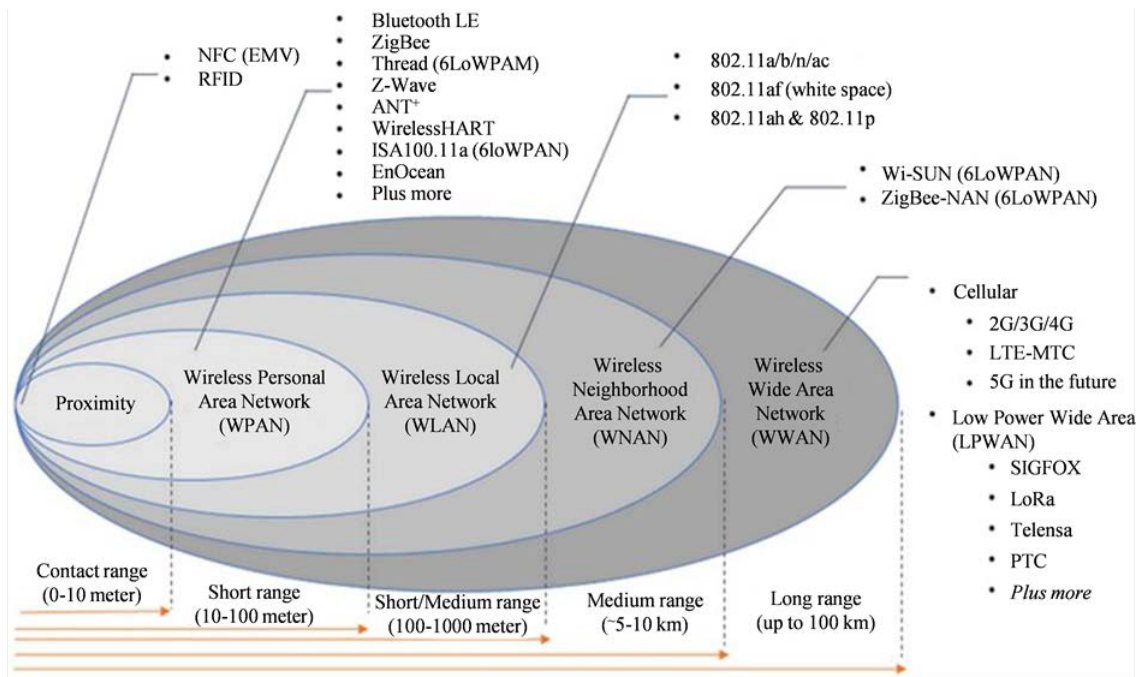 • NFC (EMV)
• RFID
• Bluetooth LE
• ZigBee
• Thread (6LoWPAM)
• Z-Wave
• ANT⁺
• WirelessHART
• ISA100.11a (6loWPAN)
• EnOcean
• Plus more
• 802.11a/b/n/ac
• 802.11af (white space)
• 802.11ah & 802.11p
• Wi-SUN (6LoWPAN)
• ZigBee-NAN (6LoWPAN)
• Cellular
• 2G/3G/4G
• LTE-MTC
• 5G in the future
• Low Power Wide Area
(LPWAN)
• SIGFOX
• LoRa
• Telensa
• PTC
• Plus more
Proximity
Wireless Personal
Area Network
(WPAN)
Wireless Local
Area Network
(WLAN)
Wireless
Neighborhood
Area Network
(WNAN)
Wireless
Wide Area
Network
(WWAN)
Contact range
(0-10 meter)
Short range
(10-100 meter)
Short/Medium range
(100-1000 meter)
Medium range
(~5-10 km)
Long range
(up to 100 km)